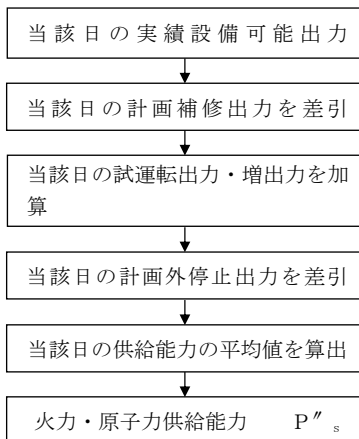 当該日の実績設備可能出力
当該日の計画補修出力を差引
当該日の試運転出力・増出力を加
算
当該日の計画外停止出力を差引
当該日の供給能力の平均値を算出
火力・原子力供給能力 P″s